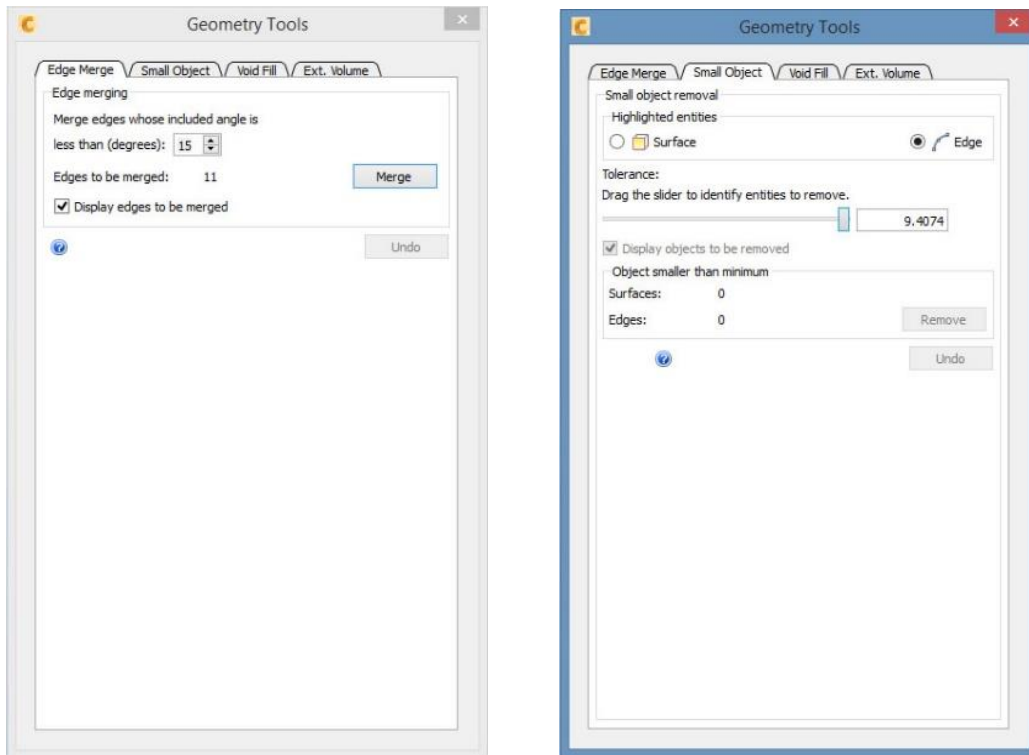 C Geometry Tools ×
Edge Merge Small Object Void Fill Ext. Volume
Edge merging
Merge edges whose included angle is
less than (degrees): 15
Edges to be merged: 11 Merge
Display edges to be merged
? Undo
C Geometry Tools ×
Edge Merge Small Object Void Fill Ext. Volume
Small object removal
Highlighted entities
Surface Edge
Tolerance:
Drag the slider to identify entities to remove.
9.4074
Display objects to be removed
Object smaller than minimum
Surfaces: 0
Edges: 0 Remove
? Undo